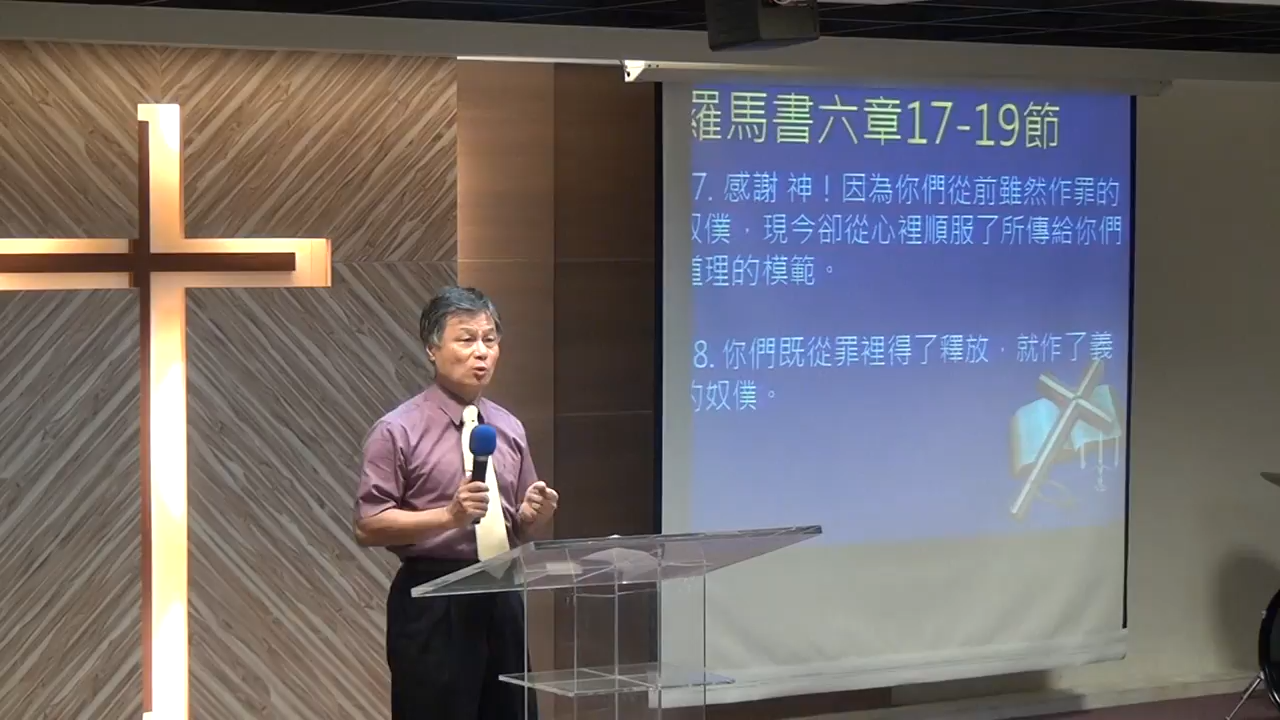 羅馬書六章17-19節
7. 感謝 神！因為你們從前雖然作罪的
奴僕，現今卻從心裡順服了所傳給你們
道理的模範。
8. 你們既從罪裡得了釋放，就作了義
的奴僕。